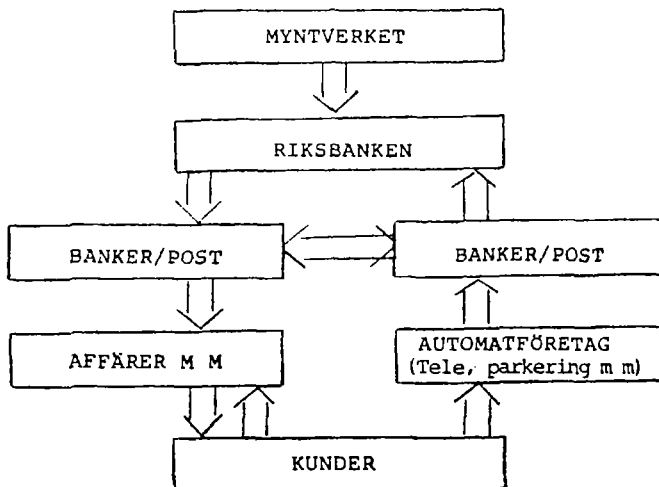 MYNTVERKET
RIKSBANKEN
BANKER/POST
BANKER/POST
AFFÄRER M M
AUTOMATFÖRETAG
(Tele, parkering m m)
KUNDER